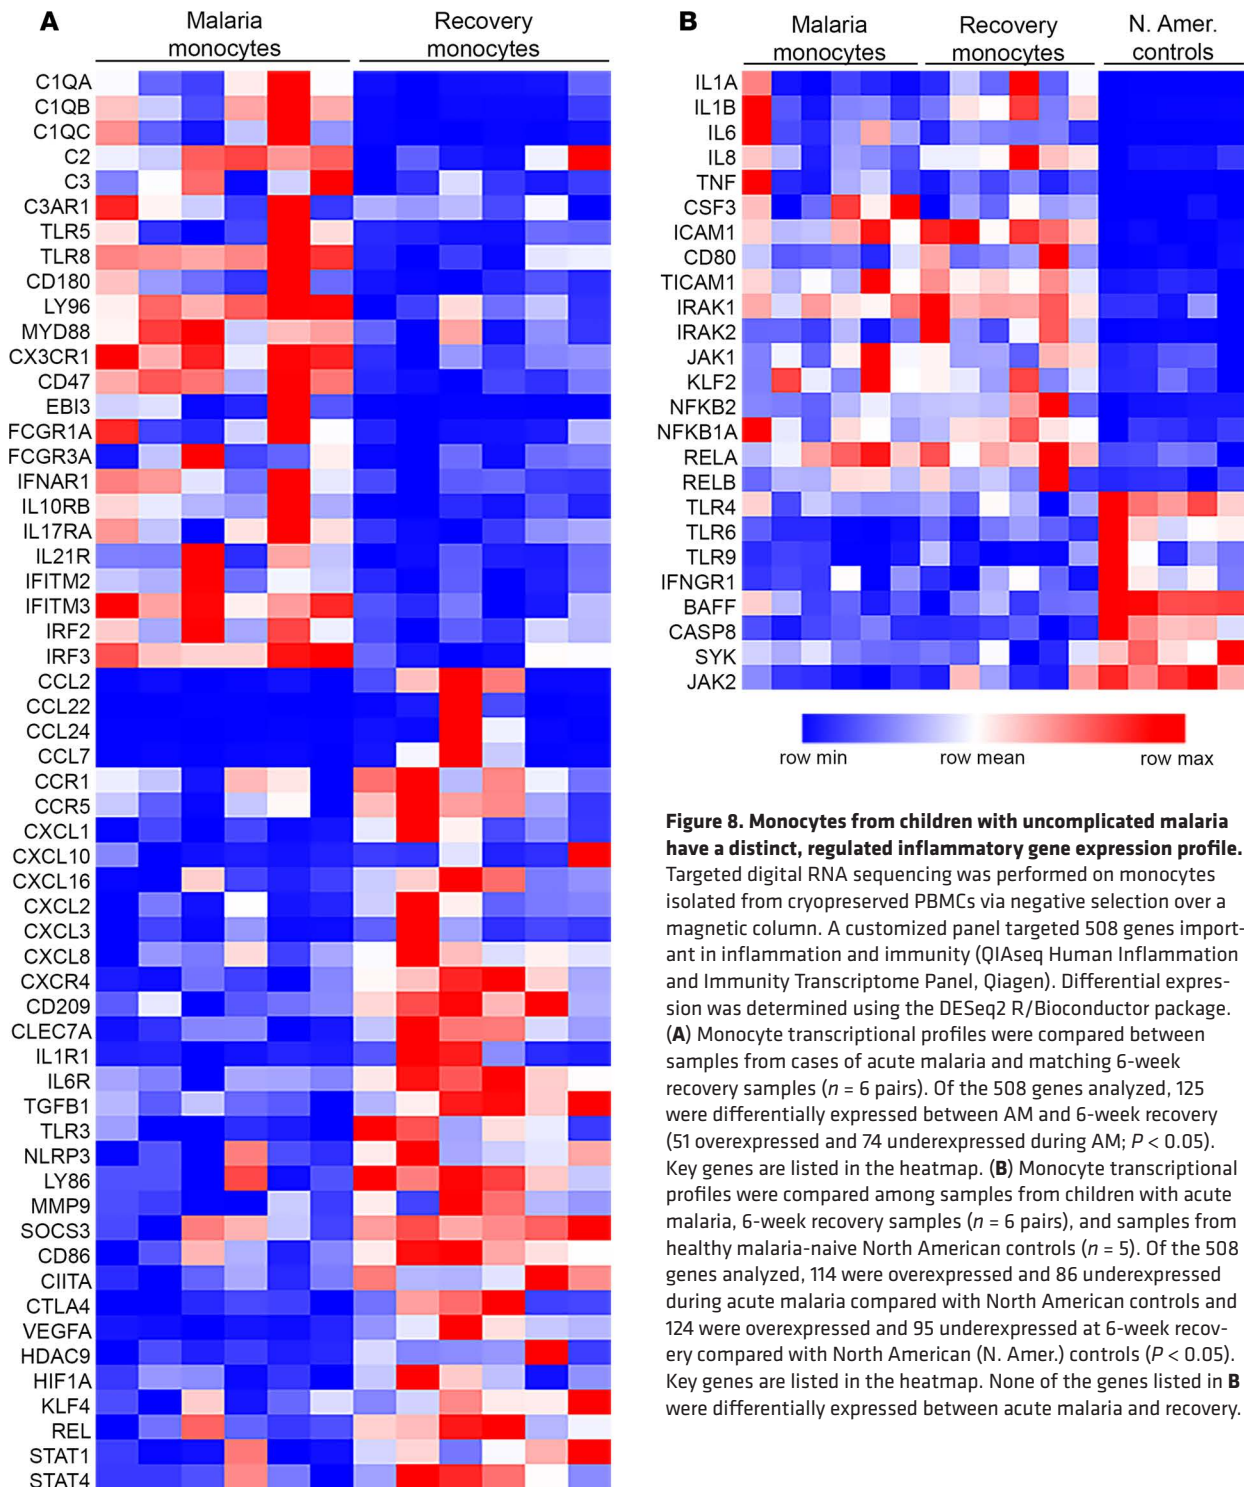 A
Malaria
monocytes
Recovery
monocytes
C1QA
C1QB
C1QC
C2
C3
C3AR1
TLR5
TLR8
CD180
LY96
MYD88
CX3CR1
CD47
EBI3
FCGR1A
FCGR3A
IFNAR1
IL10RB
IL17RA
IL21R
IFITM2
IFITM3
IRF2
IRF3
CCL2
CCL22
CCL24
CCL7
CCR1
CCR5
CXCL1
CXCL10
CXCL16
CXCL2
CXCL3
CXCL8
CXCR4
CD209
CLEC7A
IL1R1
IL6R
TGFB1
TLR3
NLRP3
LY86
MMP9
SOCS3
CD86
CIITA
CTLA4
VEGFA
HDAC9
HIF1A
KLF4
REL
STAT1
STAT4
B
Malaria
monocytes
Recovery
monocytes
N. Amer.
controls
IL1A
IL1B
IL6
IL8
TNF
CSF3
ICAM1
CD80
TICAM1
IRAK1
IRAK2
JAK1
KLF2
NFKB2
NFKB1A
RELA
RELB
TLR4
TLR6
TLR9
IFNGR1
BAFF
CASP8
SYK
JAK2
row min row mean row max
Figure 8. Monocytes from children with uncomplicated malaria
have a distinct, regulated inflammatory gene expression profile.
Targeted digital RNA sequencing was performed on monocytes
isolated from cryopreserved PBMCs via negative selection over a
magnetic column. A customized panel targeted 508 genes import-
ant in inflammation and immunity (QIAseq Human Inflammation
and Immunity Transcriptome Panel, Qiagen). Differential expres-
sion was determined using the DESeq2 R/Bioconductor package.
(A) Monocyte transcriptional profiles were compared between
samples from cases of acute malaria and matching 6-week
recovery samples (n = 6 pairs). Of the 508 genes analyzed, 125
were differentially expressed between AM and 6-week recovery
(51 overexpressed and 74 underexpressed during AM; P < 0.05).
Key genes are listed in the heatmap. (B) Monocyte transcriptional
profiles were compared among samples from children with acute
malaria, 6-week recovery samples (n = 6 pairs), and samples from
healthy malaria-naive North American controls (n = 5). Of the 508
genes analyzed, 114 were overexpressed and 86 underexpressed
during acute malaria compared with North American controls and
124 were overexpressed and 95 underexpressed at 6-week recov-
ery compared with North American (N. Amer.) controls (P < 0.05).
Key genes are listed in the heatmap. None of the genes listed in B
were differentially expressed between acute malaria and recovery.